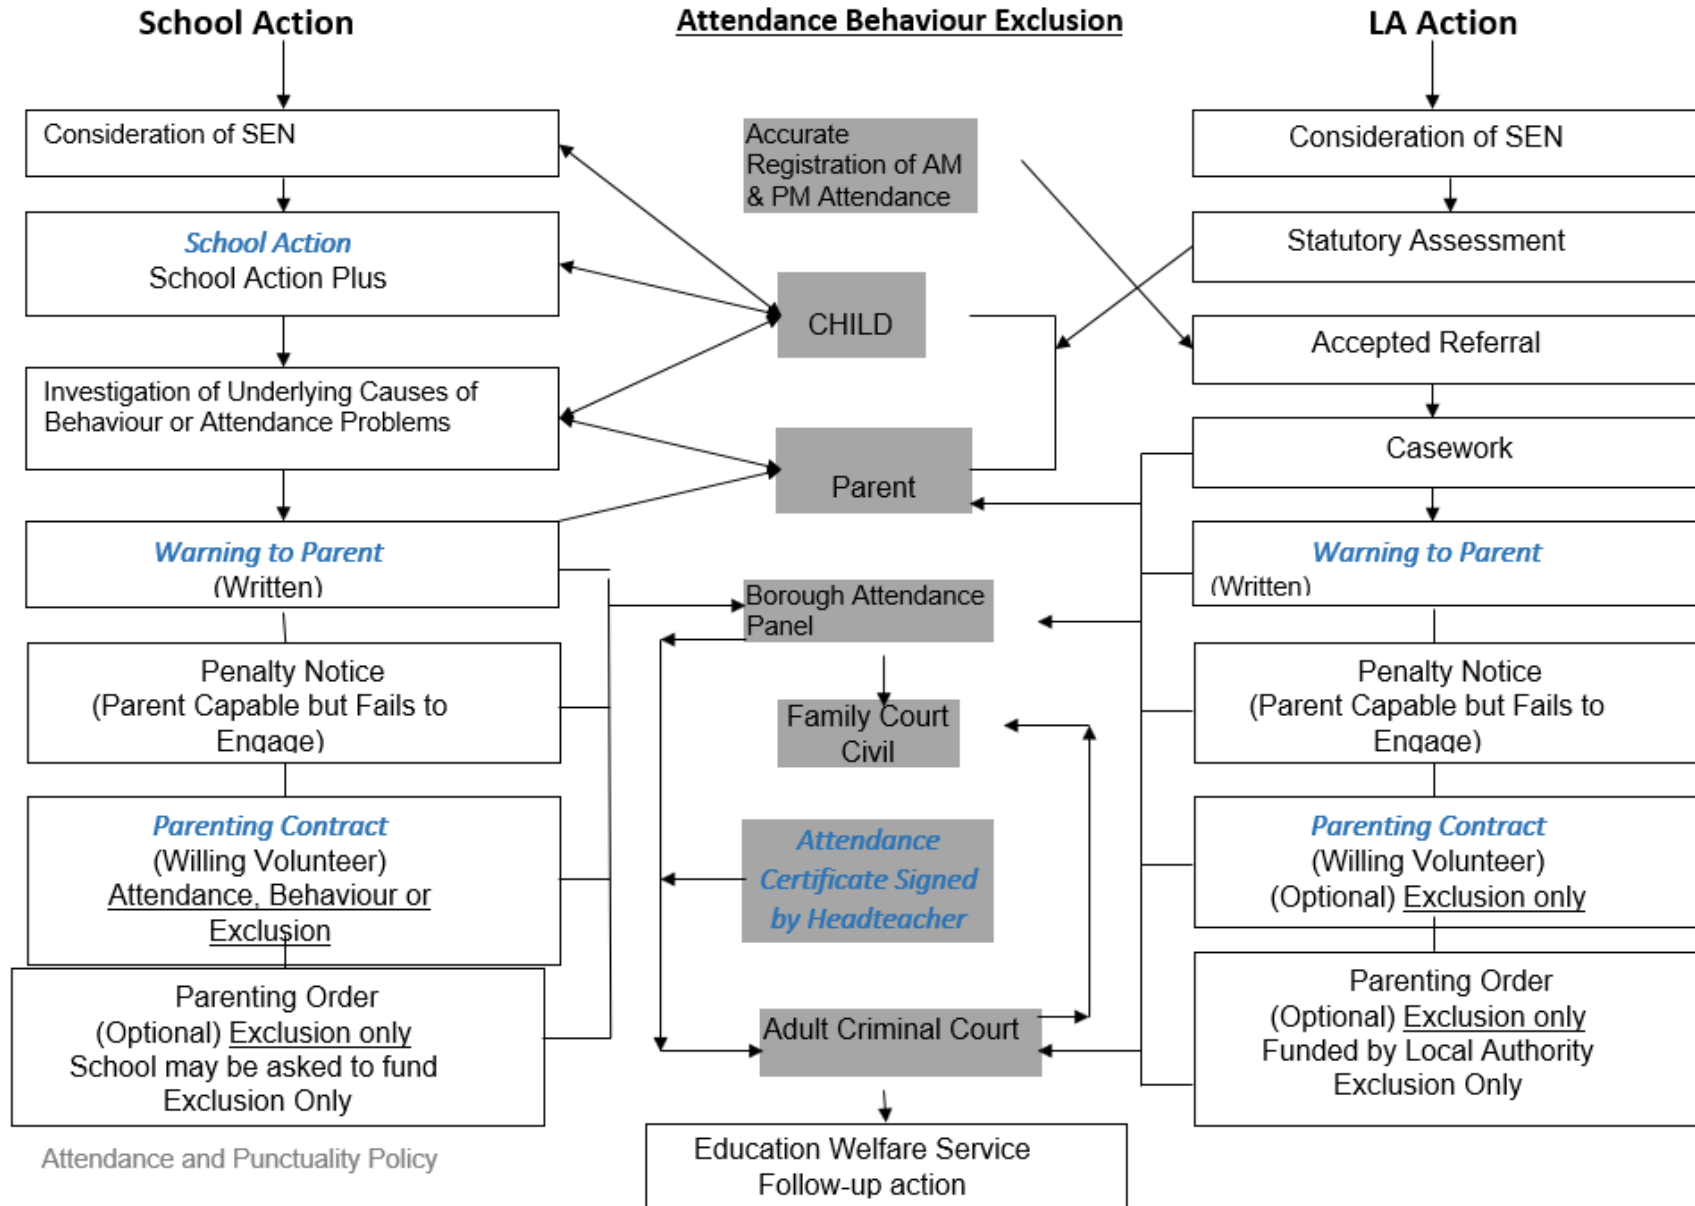 School Action
Attendance Behaviour Exclusion
LA Action
Consideration of SEN
School Action
School Action Plus
Investigation of Underlying Causes of
Behaviour or Attendance Problems
Warning to Parent
(Written)
Penalty Notice
(Parent Capable but Fails to
Engage)
Parenting Contract
(Willing Volunteer)
Attendance, Behaviour or
Exclusion
Parenting Order
(Optional) Exclusion only
School may be asked to fund
Exclusion Only
Attendance and Punctuality Policy
Accurate
Registration of AM
& PM Attendance
CHILD
Parent
Borough Attendance
Panel
Family Court
Civil
Attendance
Certificate Signed
by Headteacher
Adult Criminal Court
Education Welfare Service
Follow-up action
Consideration of SEN
Statutory Assessment
Accepted Referral
Casework
Warning to Parent
(Written)
Penalty Notice
(Parent Capable but Fails to
Engage)
Parenting Contract
(Willing Volunteer)
(Optional) Exclusion only
Parenting Order
(Optional) Exclusion only
Funded by Local Authority
Exclusion Only